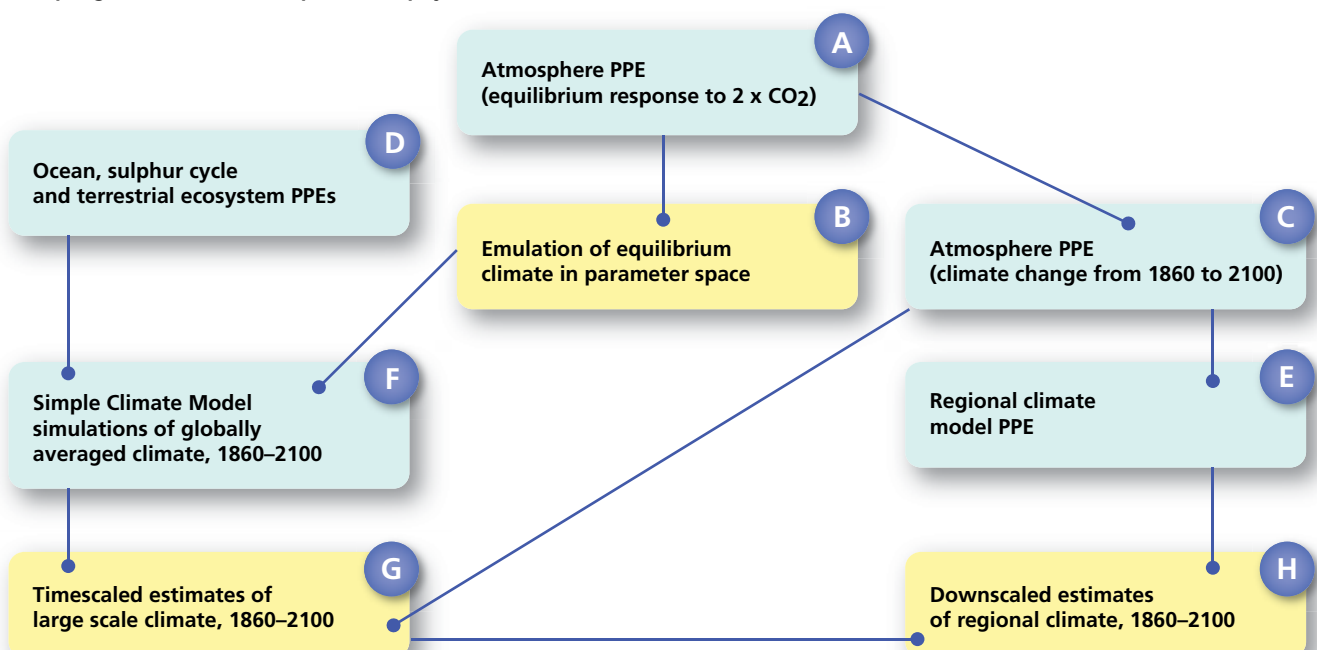 A
Atmosphere PPE
(equilibrium response to 2 x CO2)
D
Ocean, sulphur cycle
and terrestrial ecosystem PPEs
B
Emulation of equilibrium
climate in parameter space
C
Atmosphere PPE
(climate change from 1860 to 2100)
F
Simple Climate Model
simulations of globally
averaged climate, 1860–2100
E
Regional climate
model PPE
G
Timescaled estimates of
large scale climate, 1860–2100
H
Downscaled estimates
of regional climate, 1860–2100